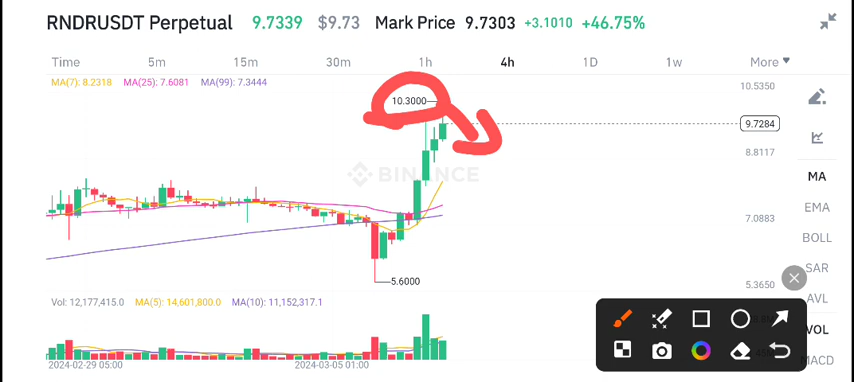 RNDRUSDT Perpetual 9.7339 $9.73 Mark Price 9.7303 +3.1010 +46.75%
Time 5m 15m 30m 1h 4h 1D 1w More
MA(7): 8.2318 MA(25): 7.6081 MA(99): 7.3444
10.5350
10.3000
9.7284
8.8117
BINANCE
MA
EMA
7.0883
BOLL
SAR
5.6000
5.3650
AVL
Vol: 12,177,415.0 MA(5): 14,601,800.0 MA(10): 11,152,317.1
VOL
MACD
2024-02-29 05:00 2024-03-05 01:00